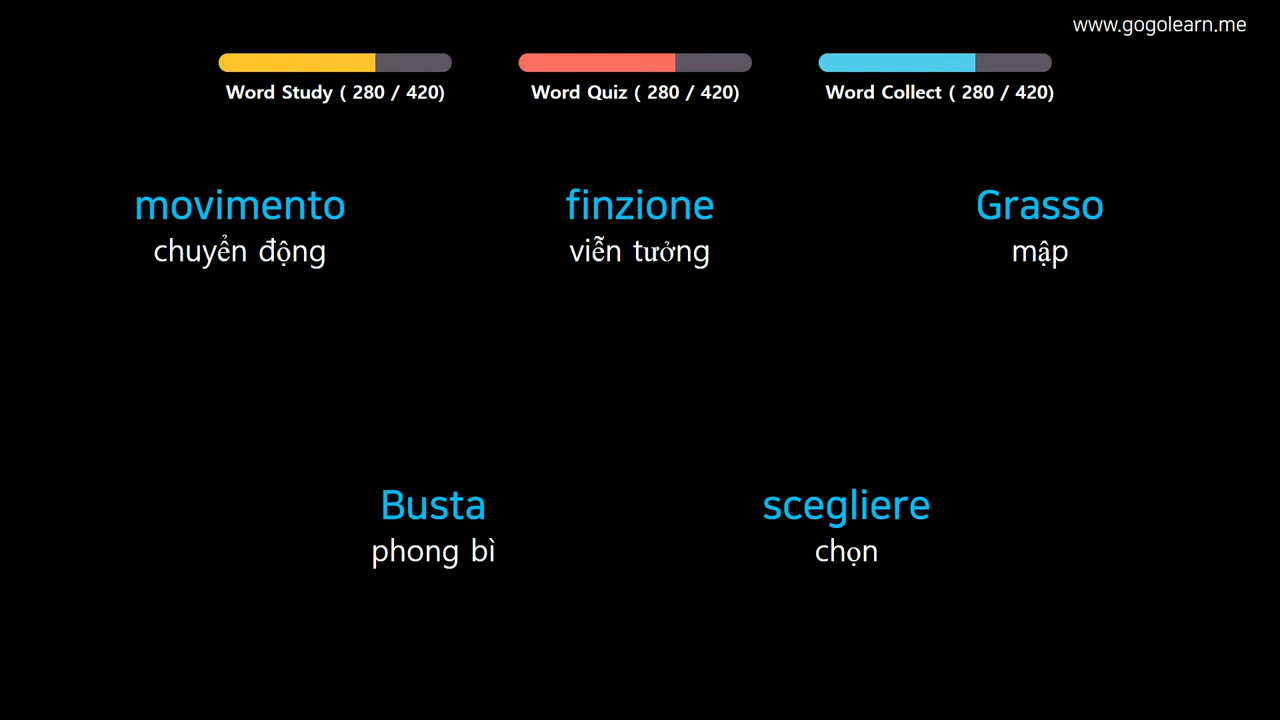 www.gogolearn.me
Word Study ( 280 / 420)
Word Quiz ( 280 / 420)
Word Collect ( 280 / 420)
movimento
chuyển động
finzione
viễn tưởng
Grasso
mập
Busta
phong bì
scegliere
chọn